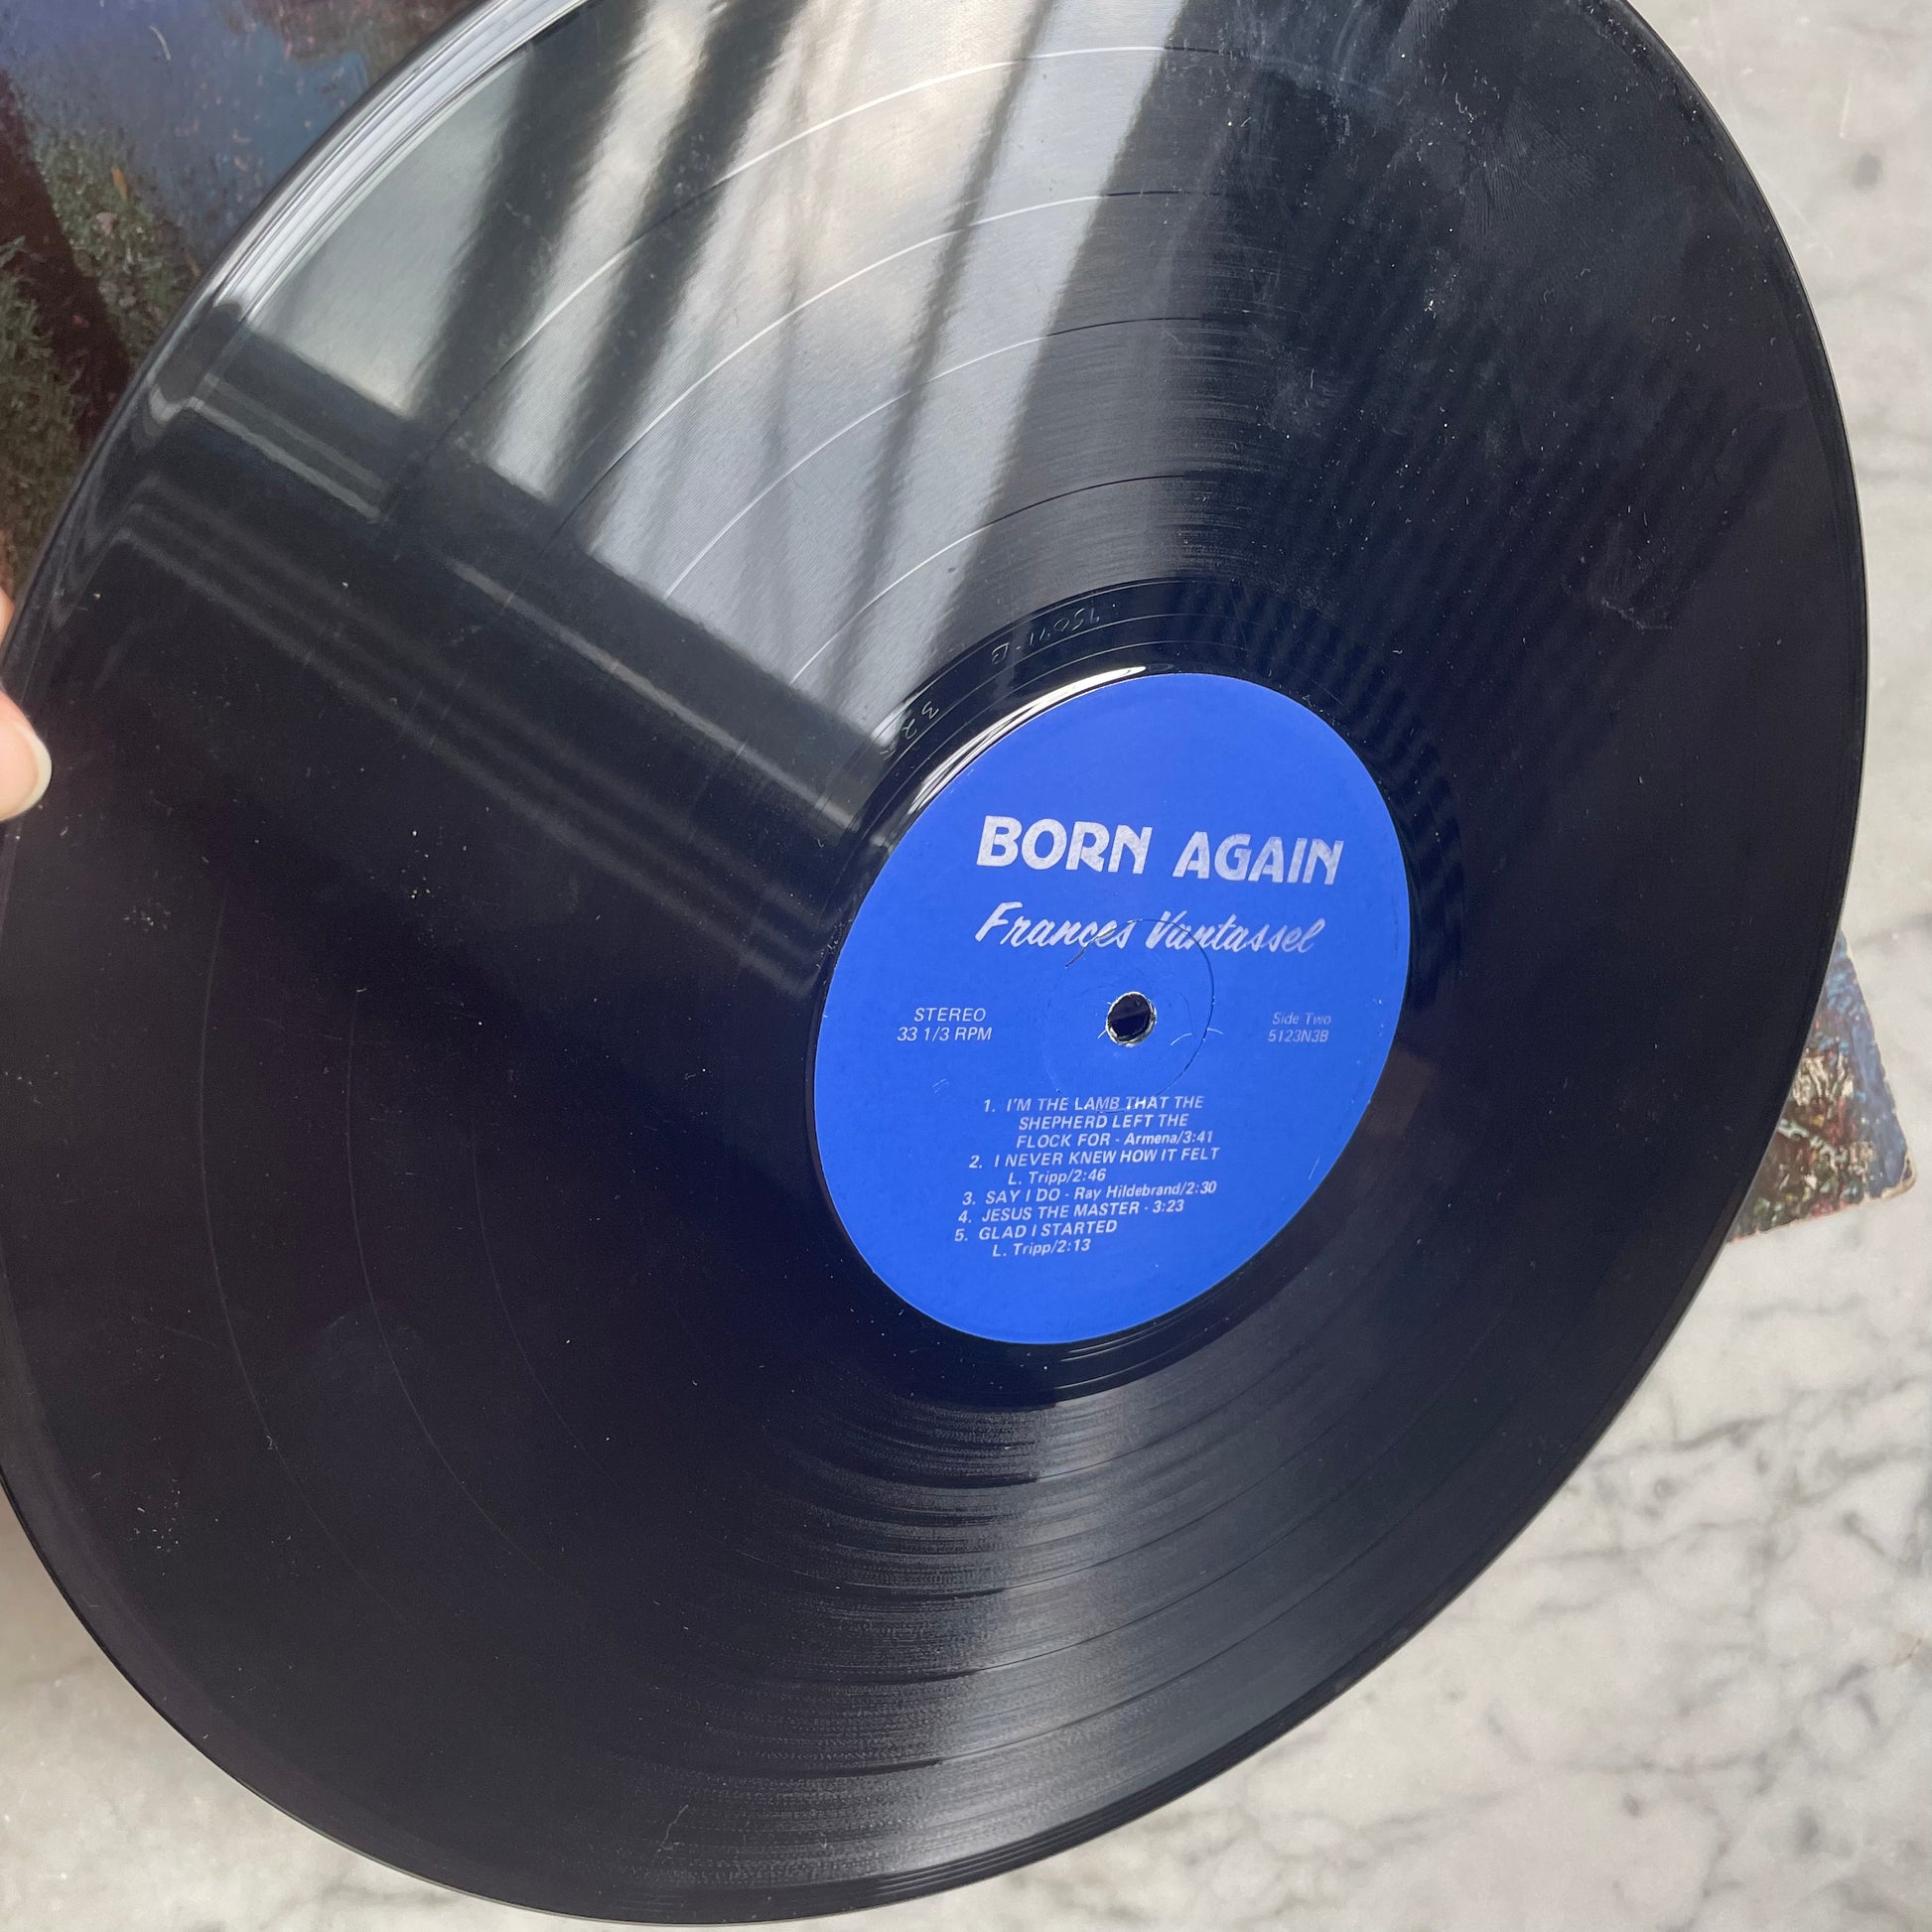 BORN AGAIN
Frances Vantassel
STEREO
33 1/3 RPM
Side Two
5123N3B
1. I'M THE LAMB THAT THE
SHEPHERD LEFT THE
FLOCK FOR - Armena/3:41
2. I NEVER KNEW HOW IT FELT
L. Tripp/2:46
3. SAY I DO - Ray Hildebrand/2:30
4. JESUS THE MASTER - 3:23
5. GLAD I STARTED
L. Tripp/2:13